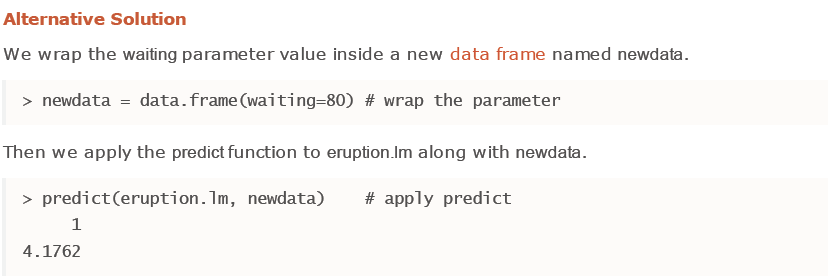 Alternative Solution
We wrap the waiting parameter value inside a new data frame named newdata.
> newdata = data.frame(waiting=80) # wrap the parameter
Then we apply the predict function to eruption.lm along with newdata.
> predict(eruption.lm, newdata)    # apply predict
     1
4.1762